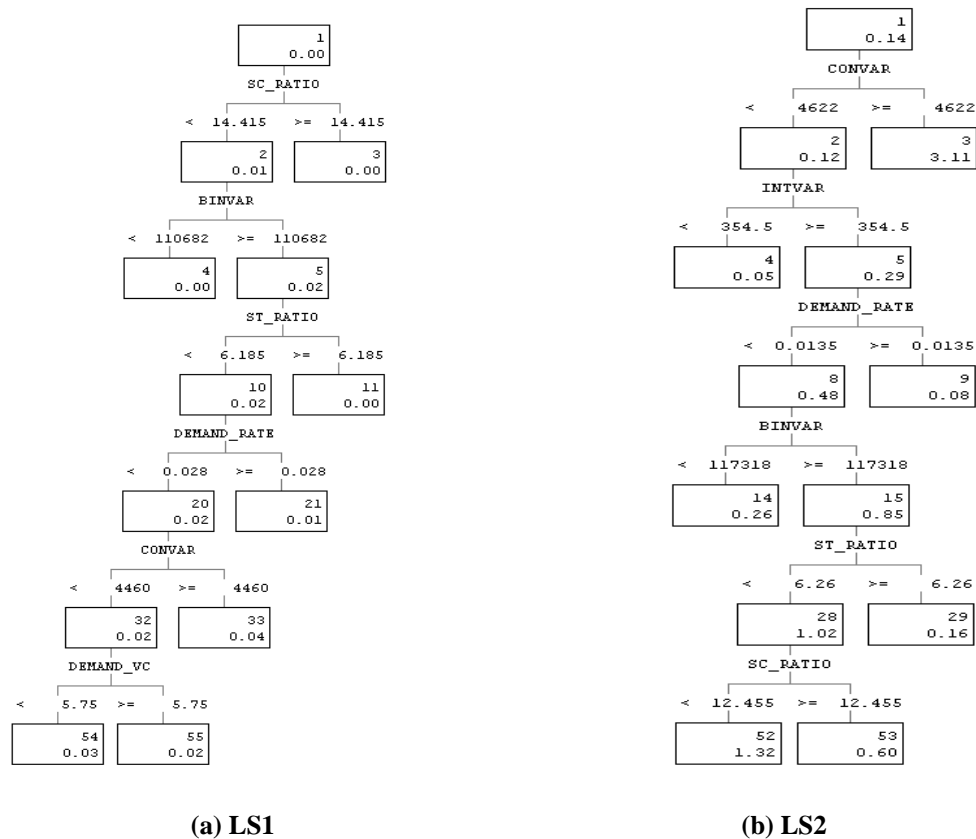 1
0.00
SC_RATIO
< 14.415 >= 14.415
2 3
0.01 0.00
BINVAR
< 110682 >= 110682
4 5
0.00 0.02
ST_RATIO
< 6.185 >= 6.185
10 11
0.02 0.00
DEMAND_RATE
< 0.028 >= 0.028
20 21
0.02 0.01
CONVAR
< 4460 >= 4460
32 33
0.02 0.04
DEMAND_VC
< 5.75 >= 5.75
54 55
0.03 0.02
(a) LS1
1
0.14
CONVAR
< 4622 >= 4622
2 3
0.12 3.11
INTVAR
< 354.5 >= 354.5
4 5
0.05 0.29
DEMAND_RATE
< 0.0135 >= 0.0135
8 9
0.48 0.08
BINVAR
< 117318 >= 117318
14 15
0.26 0.85
ST_RATIO
< 6.26 >= 6.26
28 29
1.02 0.16
SC_RATIO
< 12.455 >= 12.455
52 53
1.32 0.60
(b) LS2